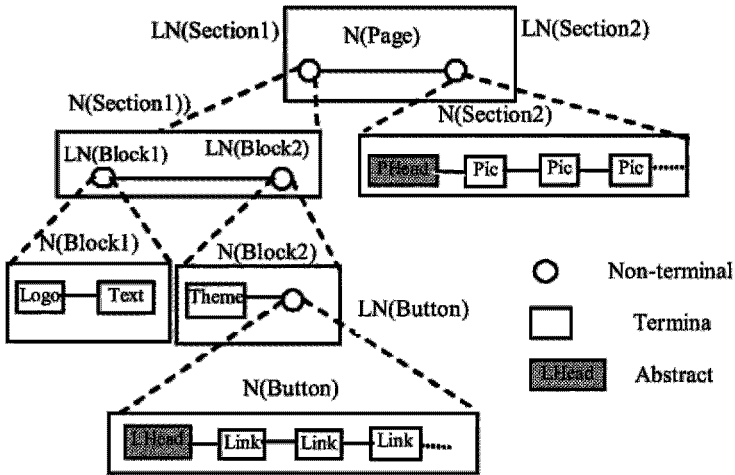 LN(Section1)
N(Page)
LN(Section2)
N(Section1))
N(Section2)
LN(Block1)
LN(Block2)
PHead
Pic
Pic
Pic
N(Block1)
N(Block2)
Logo
Text
Theme
LN(Button)
Non-terminal
Termina
LHead
Abstract
N(Button)
LHead
Link
Link
Link